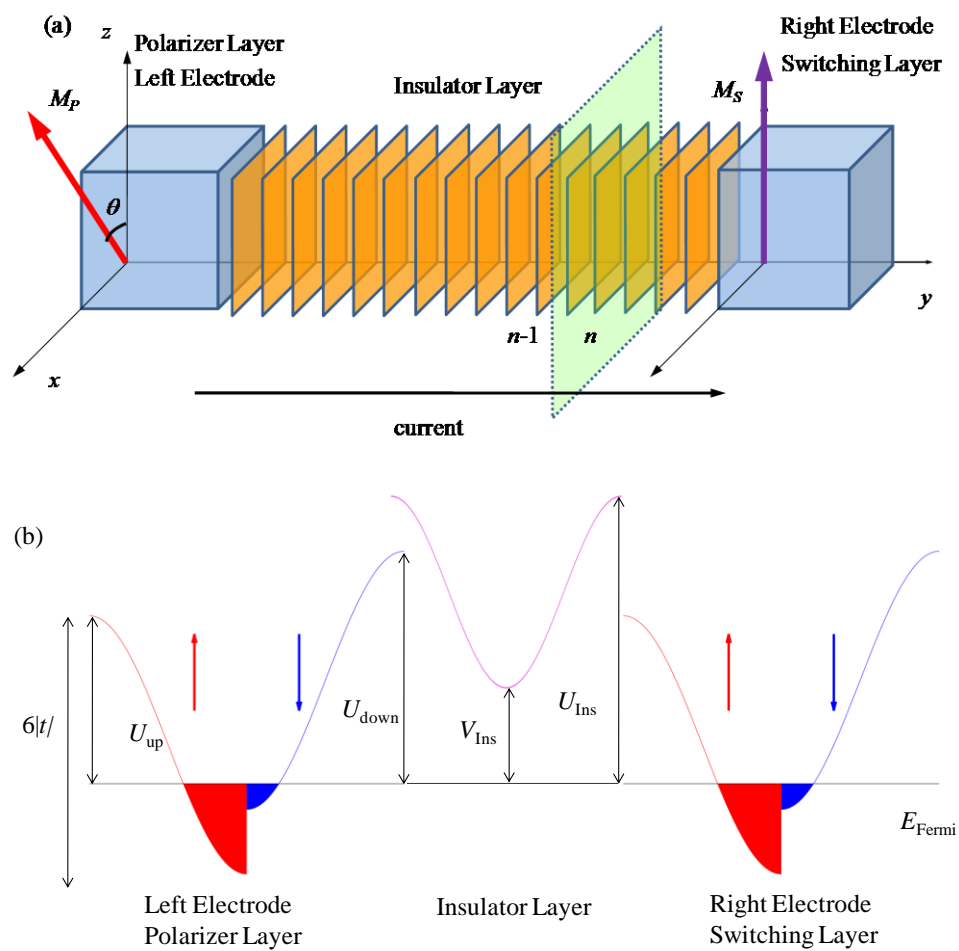 (a)
z
Polarizer Layer
Left Electrode
M_P
θ
Insulator Layer
Right Electrode
Switching Layer
M_S
n-1
n
y
x
current
(b)
6|t/
U_up
U_down
V_Ins
U_Ins
E_Fermi
Left Electrode
Polarizer Layer
Insulator Layer
Right Electrode
Switching Layer